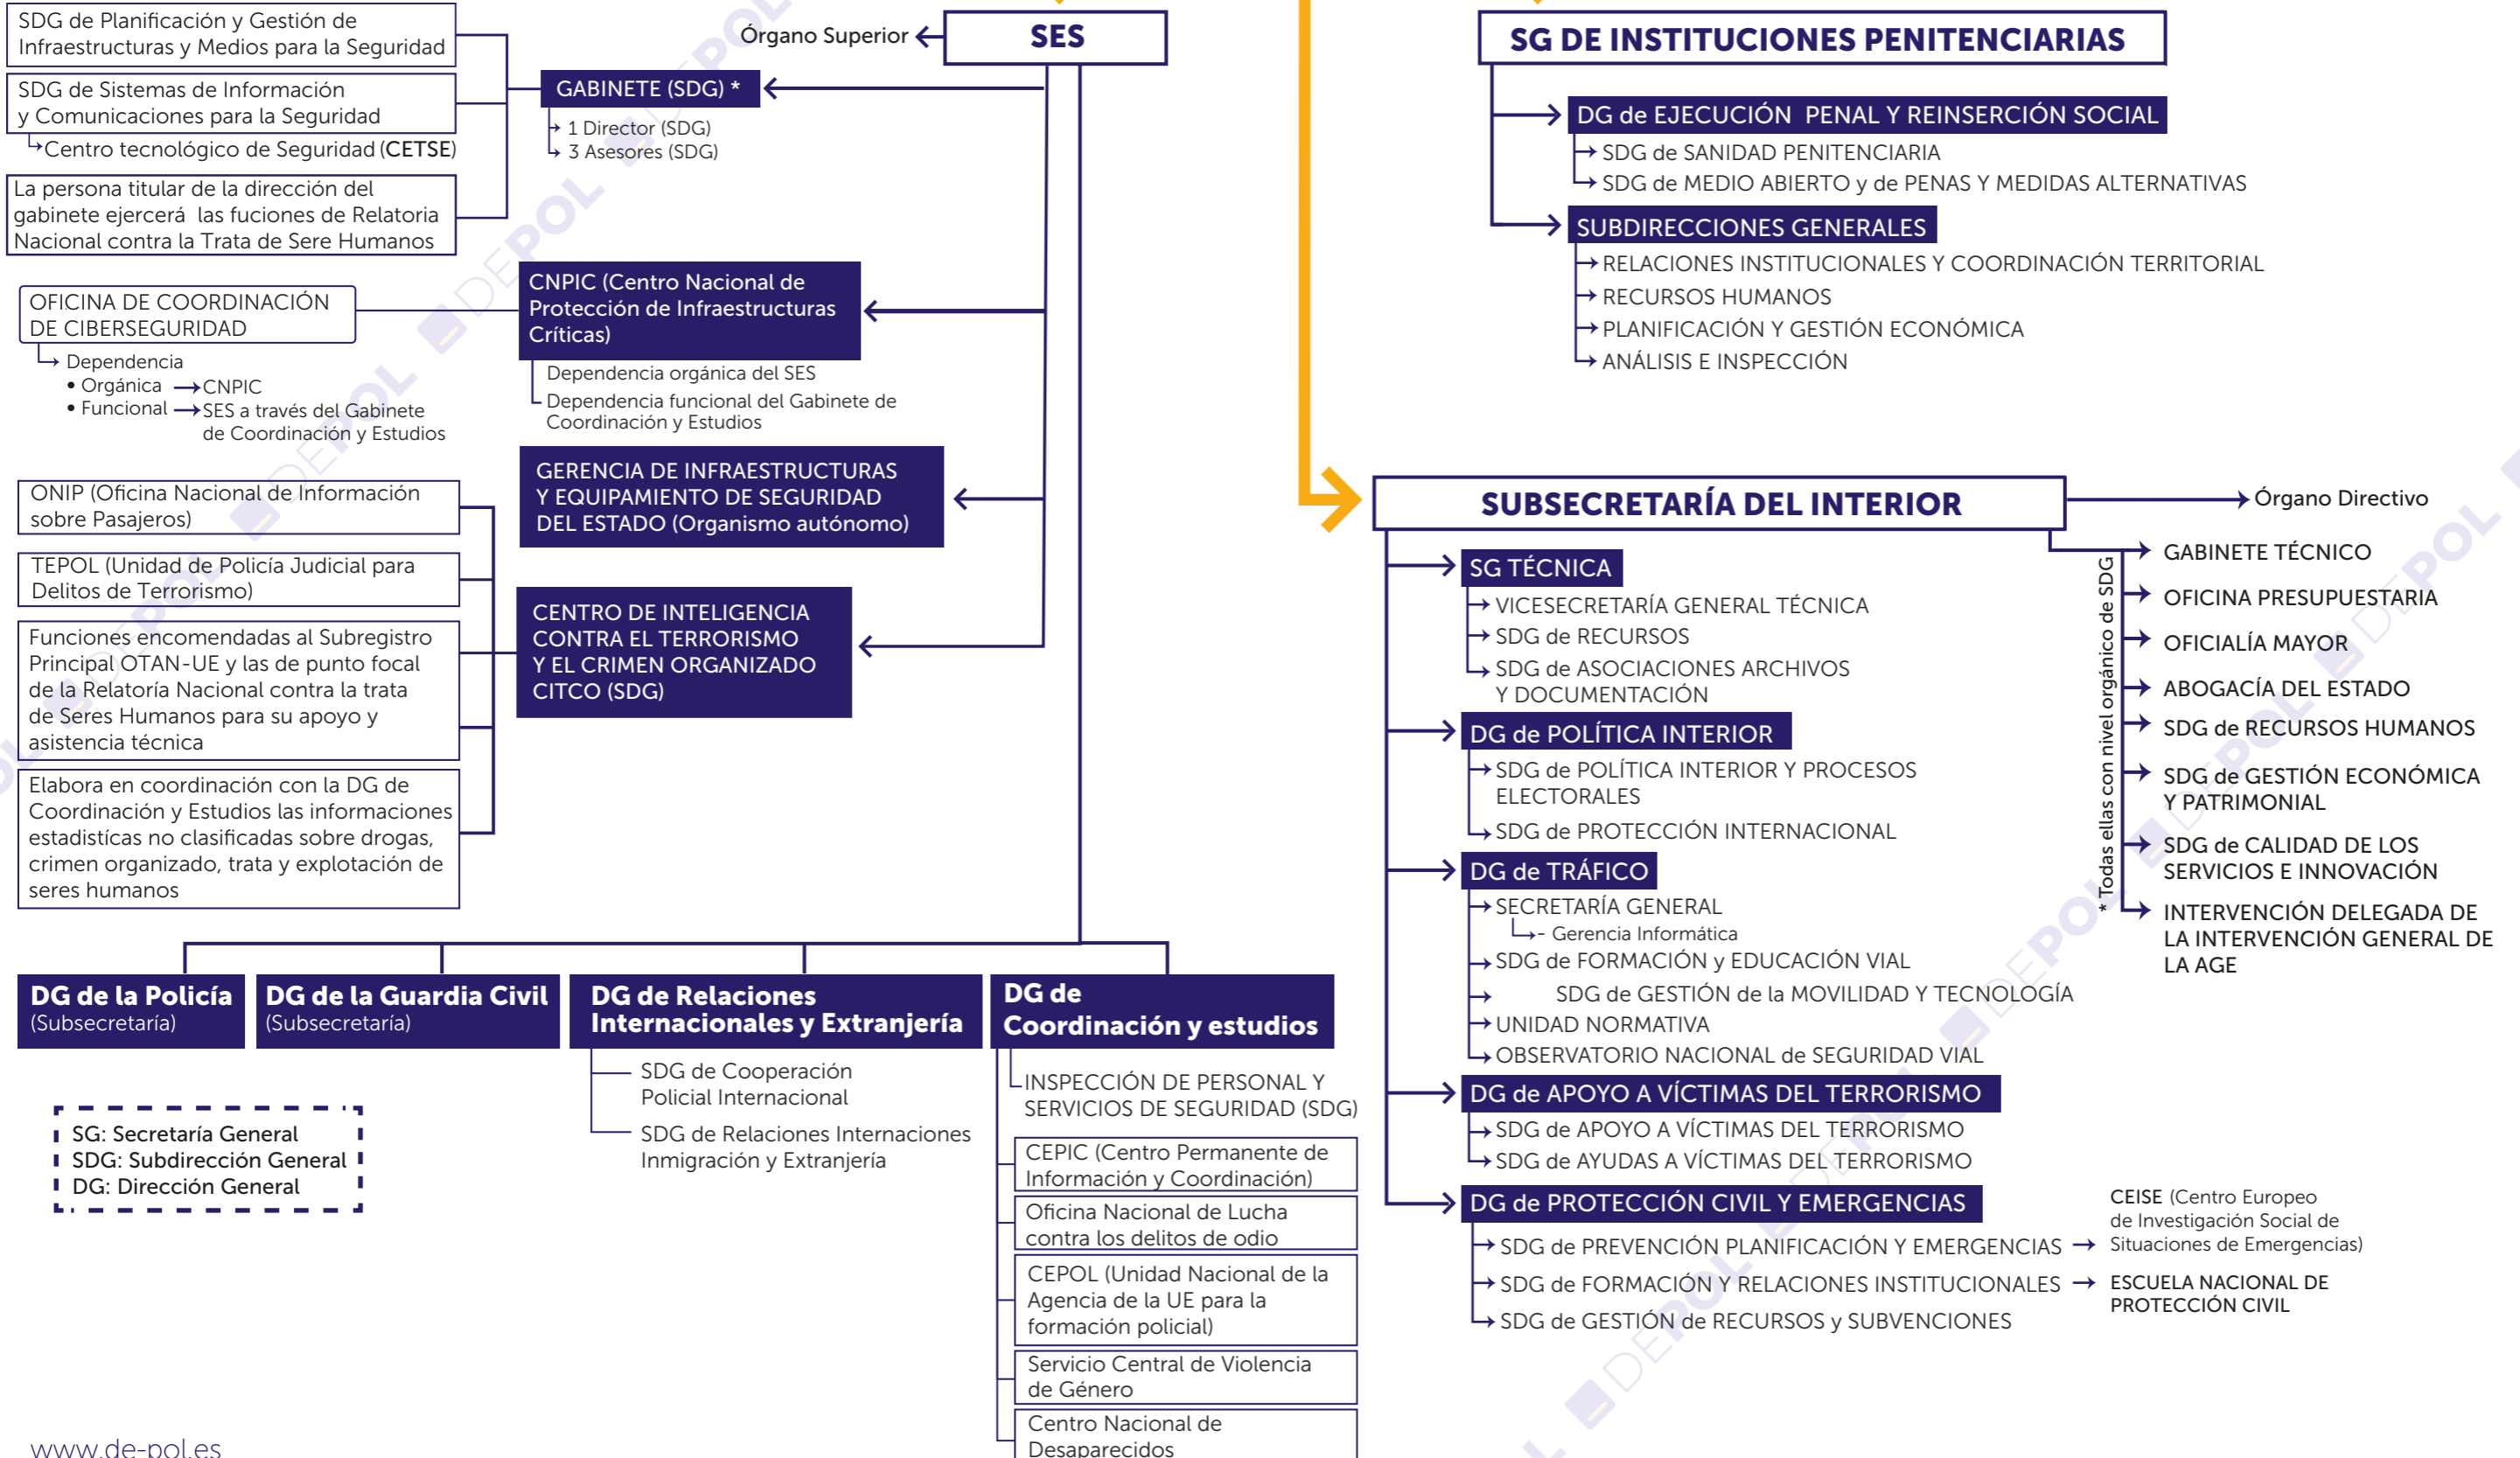 SDG de Planificación y Gestión de
Infraestructuras y Medios para la Seguridad
SDG de Sistemas de Información
y Comunicaciones para la Seguridad
Centro tecnológico de Seguridad (CETSE)
La persona titular de la dirección del
gabinete ejercerá las fuciones de Relatoria
Nacional contra la Trata de Sere Humanos
Órgano Superior
SES
GABINETE (SDG) *
1 Director (SDG)
3 Asesores (SDG)
OFICINA DE COORDINACIÓN
DE CIBERSEGURIDAD
Dependencia
• Orgánica → CNPIC
• Funcional → SES a través del Gabinete
de Coordinación y Estudios
CNPIC (Centro Nacional de
Protección de Infraestructuras
Críticas)
Dependencia orgánica del SES
Dependencia funcional del Gabinete de
Coordinación y Estudios
GERENCIA DE INFRAESTRUCTURAS
Y EQUIPAMIENTO DE SEGURIDAD
DEL ESTADO (Organismo autónomo)
ONIP (Oficina Nacional de Información
sobre Pasajeros)
TEPOL (Unidad de Policía Judicial para
Delitos de Terrorismo)
Funciones encomendadas al Subregistro
Principal OTAN-UE y las de punto focal
de la Relatoría Nacional contra la trata
de Seres Humanos para su apoyo y
asistencia técnica
Elabora en coordinación con la DG de
Coordinación y Estudios las informaciones
estadistícas no clasificadas sobre drogas,
crimen organizado, trata y explotación de
seres humanos
CENTRO DE INTELIGENCIA
CONTRA EL TERRORISMO
Y EL CRIMEN ORGANIZADO
CITCO (SDG)
DG de la Policía
(Subsecretaría)
DG de la Guardia Civil
(Subsecretaría)
DG de Relaciones
Internacionales y Extranjería
SDG de Cooperación
Policial Internacional
SDG de Relaciones Internaciones
Inmigración y Extranjería
DG de
Coordinación y estudios
INSPECCIÓN DE PERSONAL Y
SERVICIOS DE SEGURIDAD (SDG)
CEPIC (Centro Permanente de
Información y Coordinación)
Oficina Nacional de Lucha
contra los delitos de odio
CEPOL (Unidad Nacional de la
Agencia de la UE para la
formación policial)
Servicio Central de Violencia
de Género
Centro Nacional de
Desaparecidos
SG: Secretaría General
SDG: Subdirección General
DG: Dirección General
www.de-pol.es
SG DE INSTITUCIONES PENITENCIARIAS
DG de EJECUCIÓN PENAL Y REINSERCIÓN SOCIAL
SDG de SANIDAD PENITENCIARIA
SDG de MEDIO ABIERTO y de PENAS Y MEDIDAS ALTERNATIVAS
SUBDIRECCIONES GENERALES
RELACIONES INSTITUCIONALES Y COORDINACIÓN TERRITORIAL
RECURSOS HUMANOS
PLANIFICACIÓN Y GESTIÓN ECONÓMICA
ANÁLISIS E INSPECCIÓN
SUBSECRETARÍA DEL INTERIOR
Órgano Directivo
SG TÉCNICA
VICESECRETARÍA GENERAL TÉCNICA
SDG de RECURSOS
SDG de ASOCIACIONES ARCHIVOS
Y DOCUMENTACIÓN
DG de POLÍTICA INTERIOR
SDG de POLÍTICA INTERIOR Y PROCESOS
ELECTORALES
SDG de PROTECCIÓN INTERNACIONAL
DG de TRÁFICO
SECRETARÍA GENERAL
- Gerencia Informática
SDG de FORMACIÓN y EDUCACIÓN VIAL
SDG de GESTIÓN de la MOVILIDAD Y TECNOLOGÍA
UNIDAD NORMATIVA
OBSERVATORIO NACIONAL de SEGURIDAD VIAL
DG de APOYO A VÍCTIMAS DEL TERRORISMO
SDG de APOYO A VÍCTIMAS DEL TERRORISMO
SDG de AYUDAS A VÍCTIMAS DEL TERRORISMO
DG de PROTECCIÓN CIVIL Y EMERGENCIAS
SDG de PREVENCIÓN PLANIFICACIÓN Y EMERGENCIAS
CEISE (Centro Europeo
de Investigación Social de
Situaciones de Emergencias)
SDG de FORMACIÓN Y RELACIONES INSTITUCIONALES
ESCUELA NACIONAL DE
PROTECCIÓN CIVIL
SDG de GESTIÓN de RECURSOS y SUBVENCIONES
* Todas ellas con nivel orgánico de SDG
GABINETE TÉCNICO
OFICINA PRESUPUESTARIA
OFICIALÍA MAYOR
ABOGACÍA DEL ESTADO
SDG de RECURSOS HUMANOS
SDG de GESTIÓN ECONÓMICA
Y PATRIMONIAL
SDG de CALIDAD DE LOS
SERVICIOS E INNOVACIÓN
INTERVENCIÓN DELEGADA DE
LA INTERVENCIÓN GENERAL DE
LA AGE
DEPOL
DEPOL
DEPOL
DEPOL
DEPOL
DEPOL
DEPOL